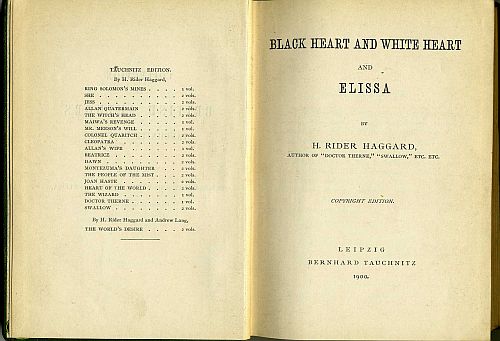 TAUCHNITZ EDITION.
By H. Rider Haggard,
KING SOLOMON'S MINES . . . . 1 vol.
SHE . . . . . . . . . . 2 vols.
JESS . . . . . . . . . . 2 vols.
ALLAN QUATERMAIN . . . . . 2 vols.
THE WITCH'S HEAD . . . . . 2 vols.
MAIWA'S REVENGE . . . . . 1 vol.
MR. MEESON'S WILL . . . . . 1 vol.
COLONEL QUARITCH . . . . . 2 vols.
CLEOPATRA . . . . . . . . 2 vols.
ALLAN'S WIFE . . . . . . . 1 vol.
BEATRICE . . . . . . . . 2 vols.
DAWN . . . . . . . . . 2 vols.
MONTEZUMA'S DAUGHTER . . . . 2 vols.
THE PEOPLE OF THE MIST . . . . 2 vols.
JOAN HASTE . . . . . . . . 2 vols.
HEART OF THE WORLD . . . . . 2 vols.
THE WIZARD . . . . . . . 1 vol.
DOCTOR THERNE . . . . . . 1 vol.
SWALLOW . . . . . . . . 2 vols.
By H. Rider Haggard and Andrew Lang,
THE WORLD'S DESIRE . . . . . 2 vols.
BLACK HEART AND WHITE HEART
AND
ELISSA
BY
H. RIDER HAGGARD,
AUTHOR OF "DOCTOR THERNE," "SWALLOW," ETC. ETC.
COPYRIGHT EDITION.
LEIPZIG
BERNHARD TAUCHNITZ
1900.